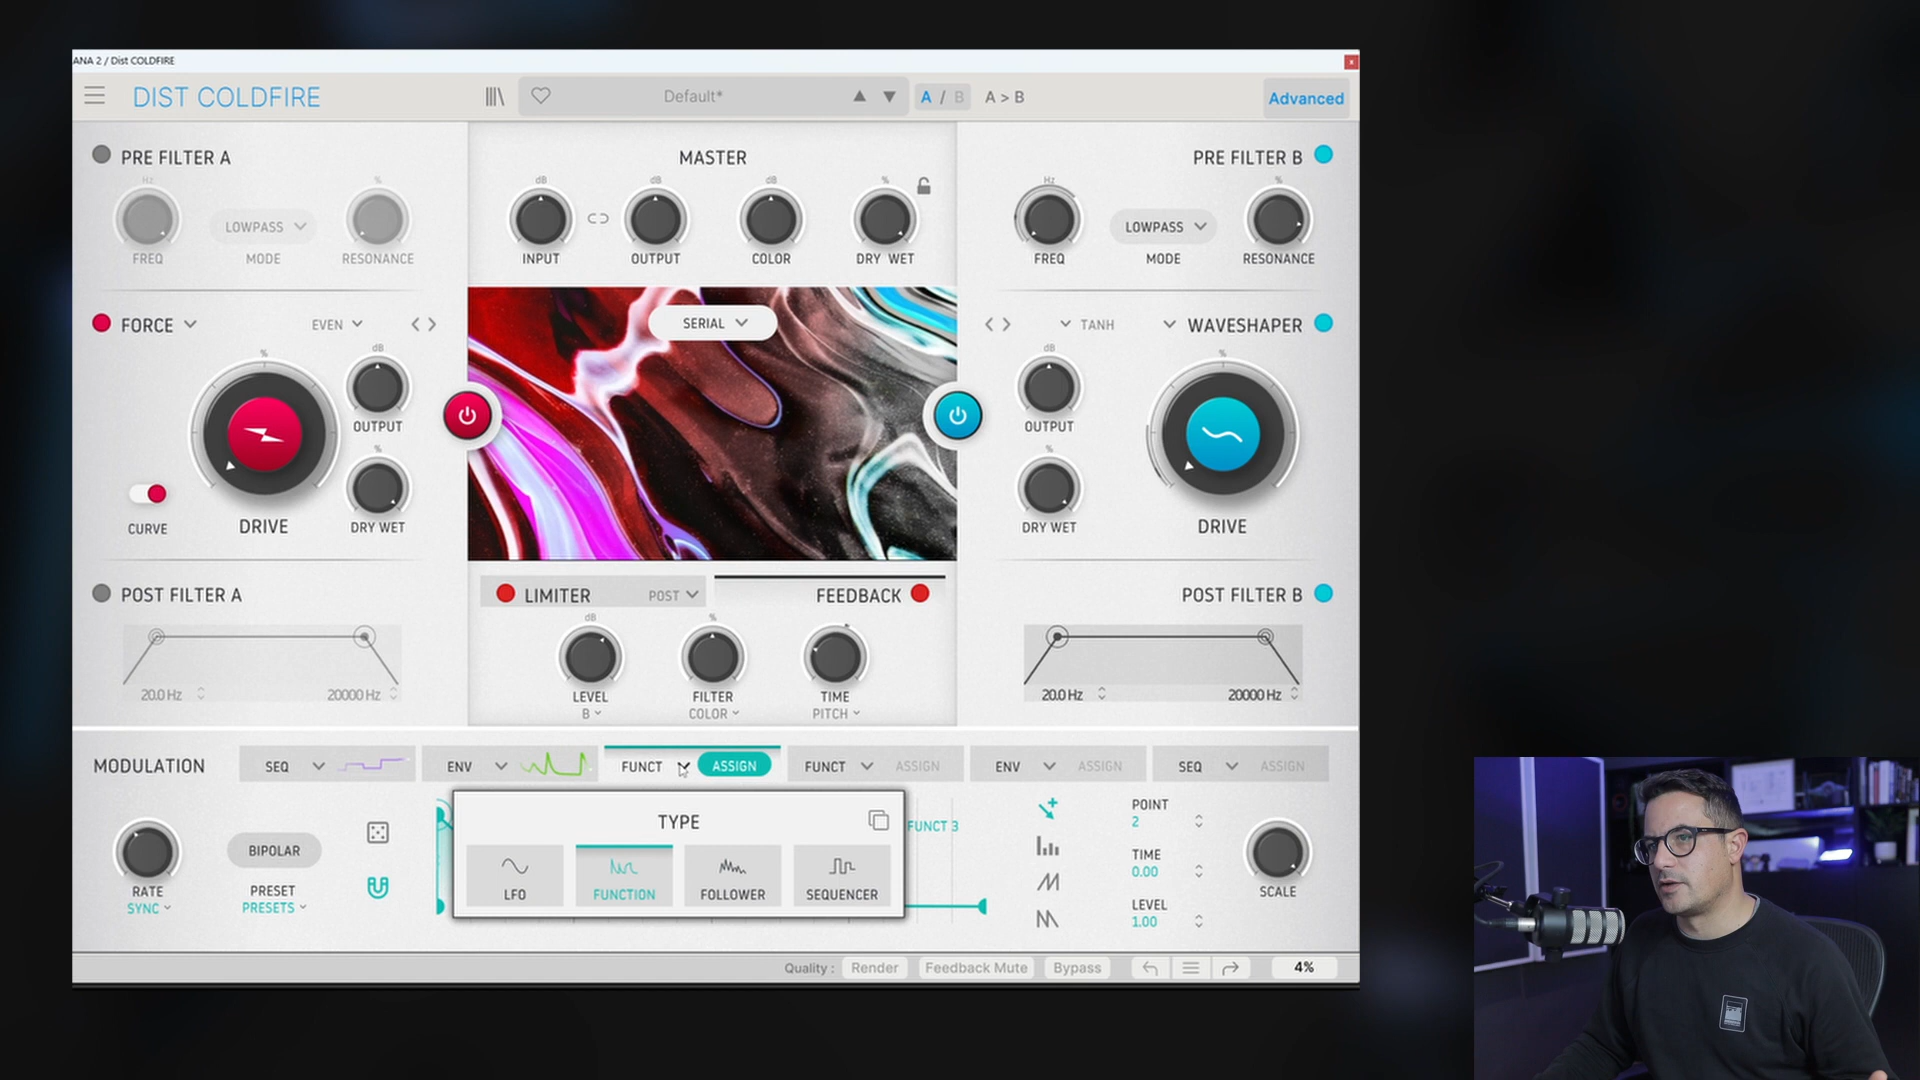 ANA 2 / Dist COLDFIRE
DIST COLDFIRE
Default*
A / B
A > B
Advanced
PRE FILTER A
MASTER
PRE FILTER B
Hz
%
dB
dB
dB
%
Hz
%
LOWPASS
LOWPASS
FREQ
MODE
RESONANCE
INPUT
OUTPUT
COLOR
DRY WET
FREQ
MODE
RESONANCE
FORCE
EVEN
SERIAL
TANH
WAVESHAPER
%
dB
dB
%
OUTPUT
OUTPUT
%
%
CURVE
DRIVE
DRY WET
DRY WET
DRIVE
POST FILTER A
LIMITER
POST
FEEDBACK
POST FILTER B
dB
%
20.0 Hz
20000 Hz
LEVEL
FILTER
TIME
20.0 Hz
20000 Hz
B
COLOR
PITCH
MODULATION
SEQ
ENV
FUNCT
ASSIGN
FUNCT
ASSIGN
ENV
ASSIGN
SEQ
ASSIGN
TYPE
FUNCT 3
POINT
2
BIPOLAR
TIME
0.00
RATE
SYNC
PRESET
PRESETS
LFO
FUNCTION
FOLLOWER
SEQUENCER
LEVEL
1.00
SCALE
Quality :
Render
Feedback Mute
Bypass
4%